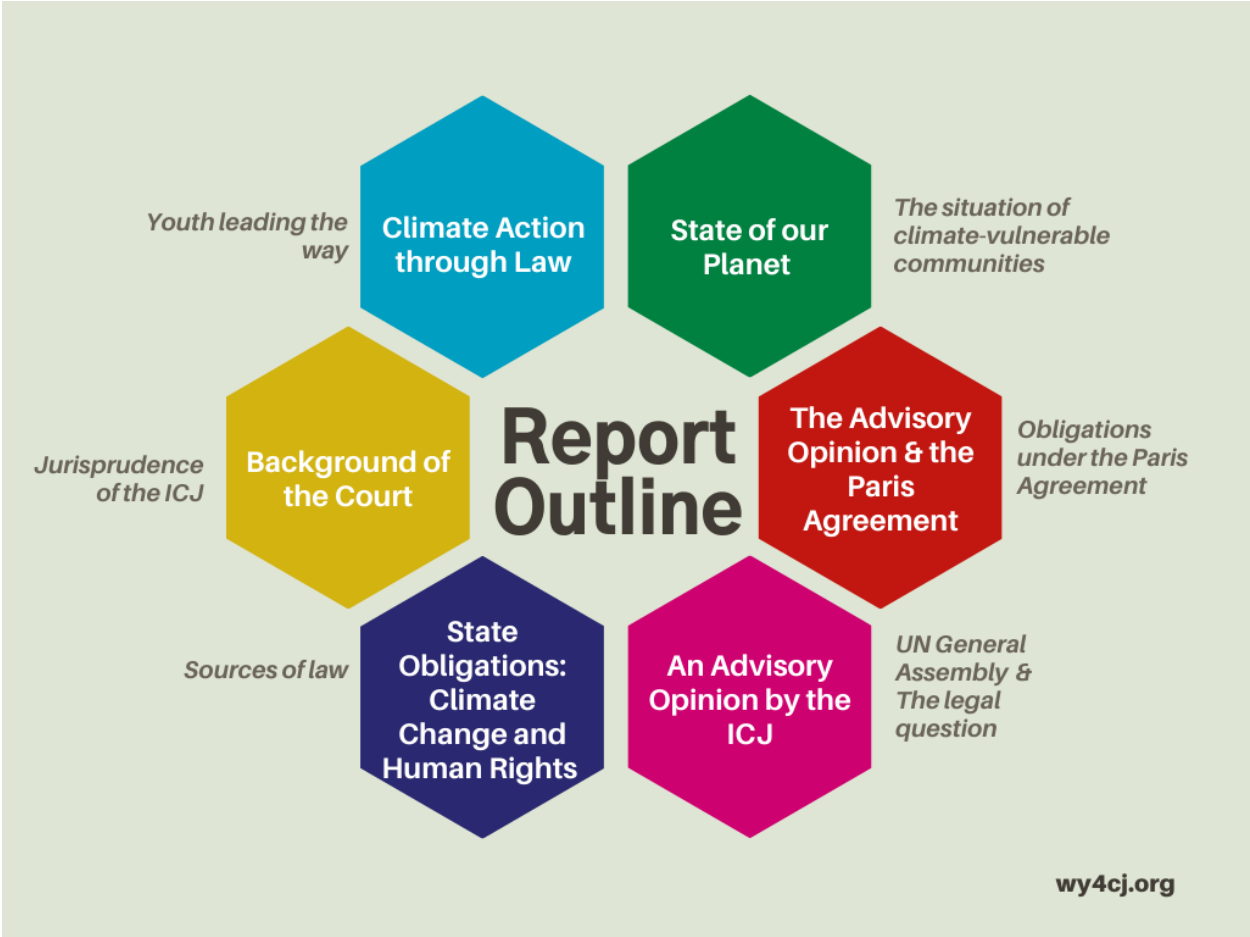 Youth leading the
way
Climate Action
through Law
State of our
Planet
The situation of
climate-vulnerable
communities
Jurisprudence
of the ICJ
Background of
the Court
Report
Outline
The Advisory
Opinion & the
Paris
Agreement
Obligations
under the Paris
Agreement
Sources of law
State
Obligations:
Climate
Change and
Human Rights
An Advisory
Opinion by the
ICJ
UN General
Assembly &
The legal
question
wy4cj.org